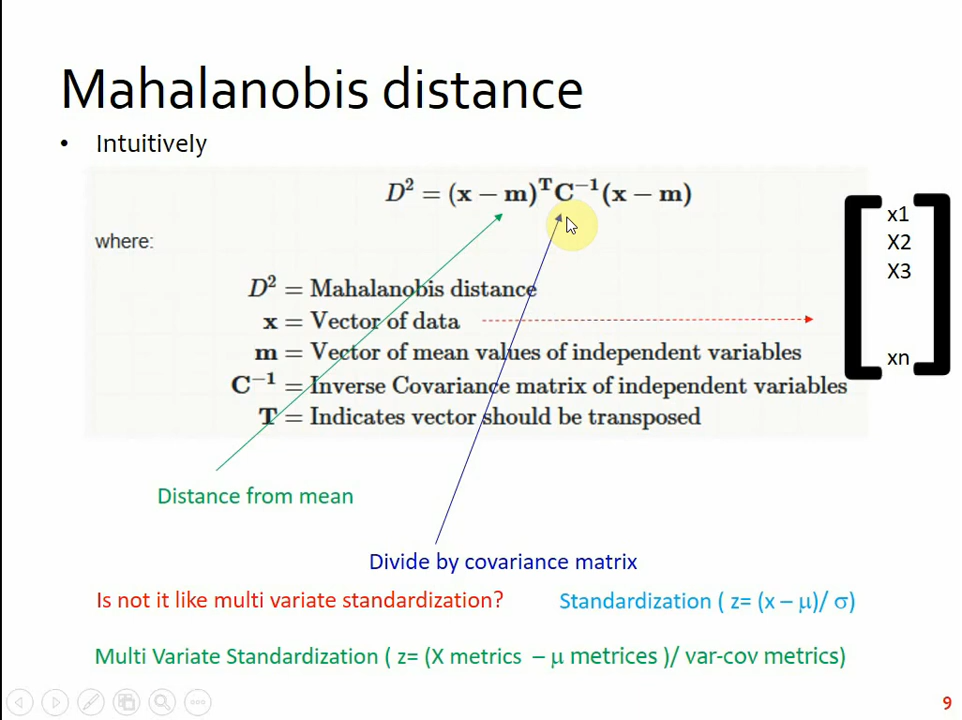 Mahalanobis distance
• Intuitively
D² = (x − m)ᵀ C⁻¹ (x − m)
where:
D² = Mahalanobis distance
x = Vector of data
m = Vector of mean values of independent variables
C⁻¹ = Inverse Covariance matrix of independent variables
T = Indicates vector should be transposed
x1
X2
X3
xn
Distance from mean
Divide by covariance matrix
Is not it like multi variate standardization?
Standardization ( z= (x – μ)/ σ)
Multi Variate Standardization ( z= (X metrics – μ metrices )/ var-cov metrics)
9